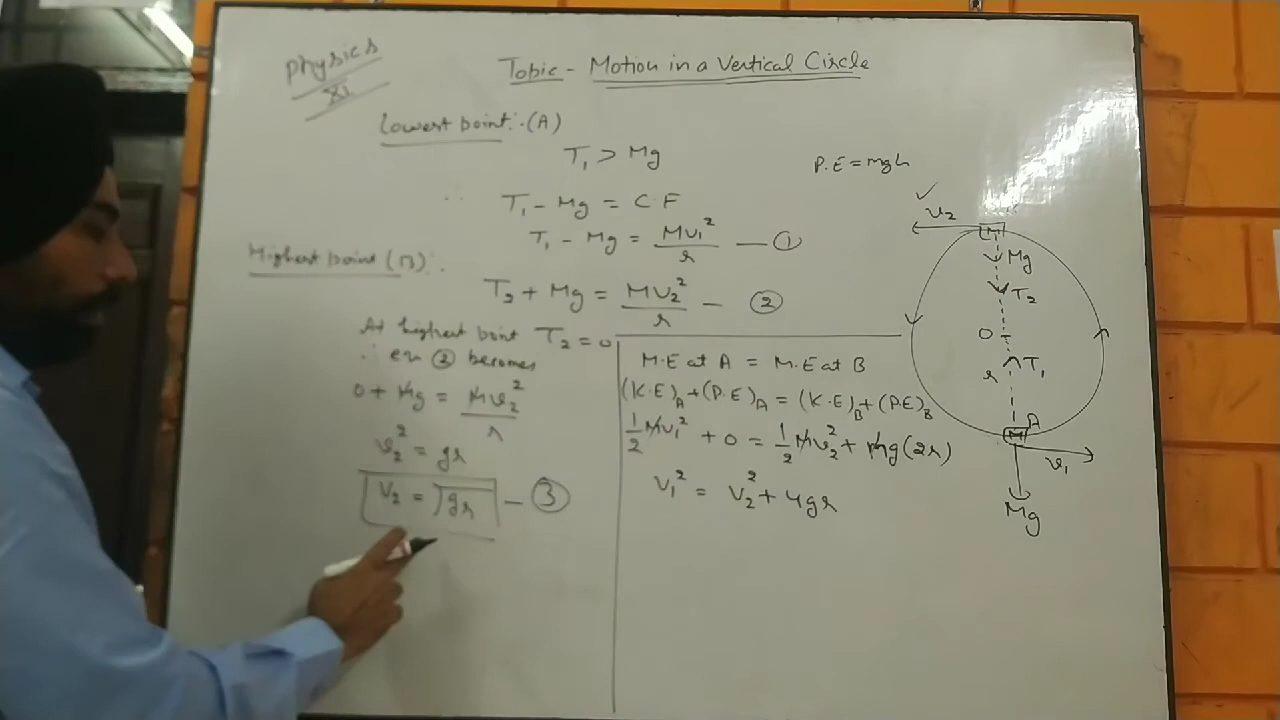 Physics
XI
Topic - Motion in a Vertical Circle
Lowest point :- (A)
T₁ > Mg
∴ T₁ - Mg = C.F
T₁ - Mg = Mv₁²/r — ①
Highest point (B):
T₂ + Mg = Mv₂²/r — ②
At highest point T₂ = 0
∴ en ② becomes
0 + Mg = Mv₂²/r
v₂² = gr
V₂ = √gr — ③
M.E at A = M.E at B
(K.E)A + (P.E)A = (K.E)B + (P.E)B
1/2 Mv₁² + 0 = 1/2 Mv₂² + Mg(2r)
V₁² = V₂² + 4gr
P.E = Mgh
v₂
M
Mg
T₂
O
T₁
r
A
M
v₁
Mg